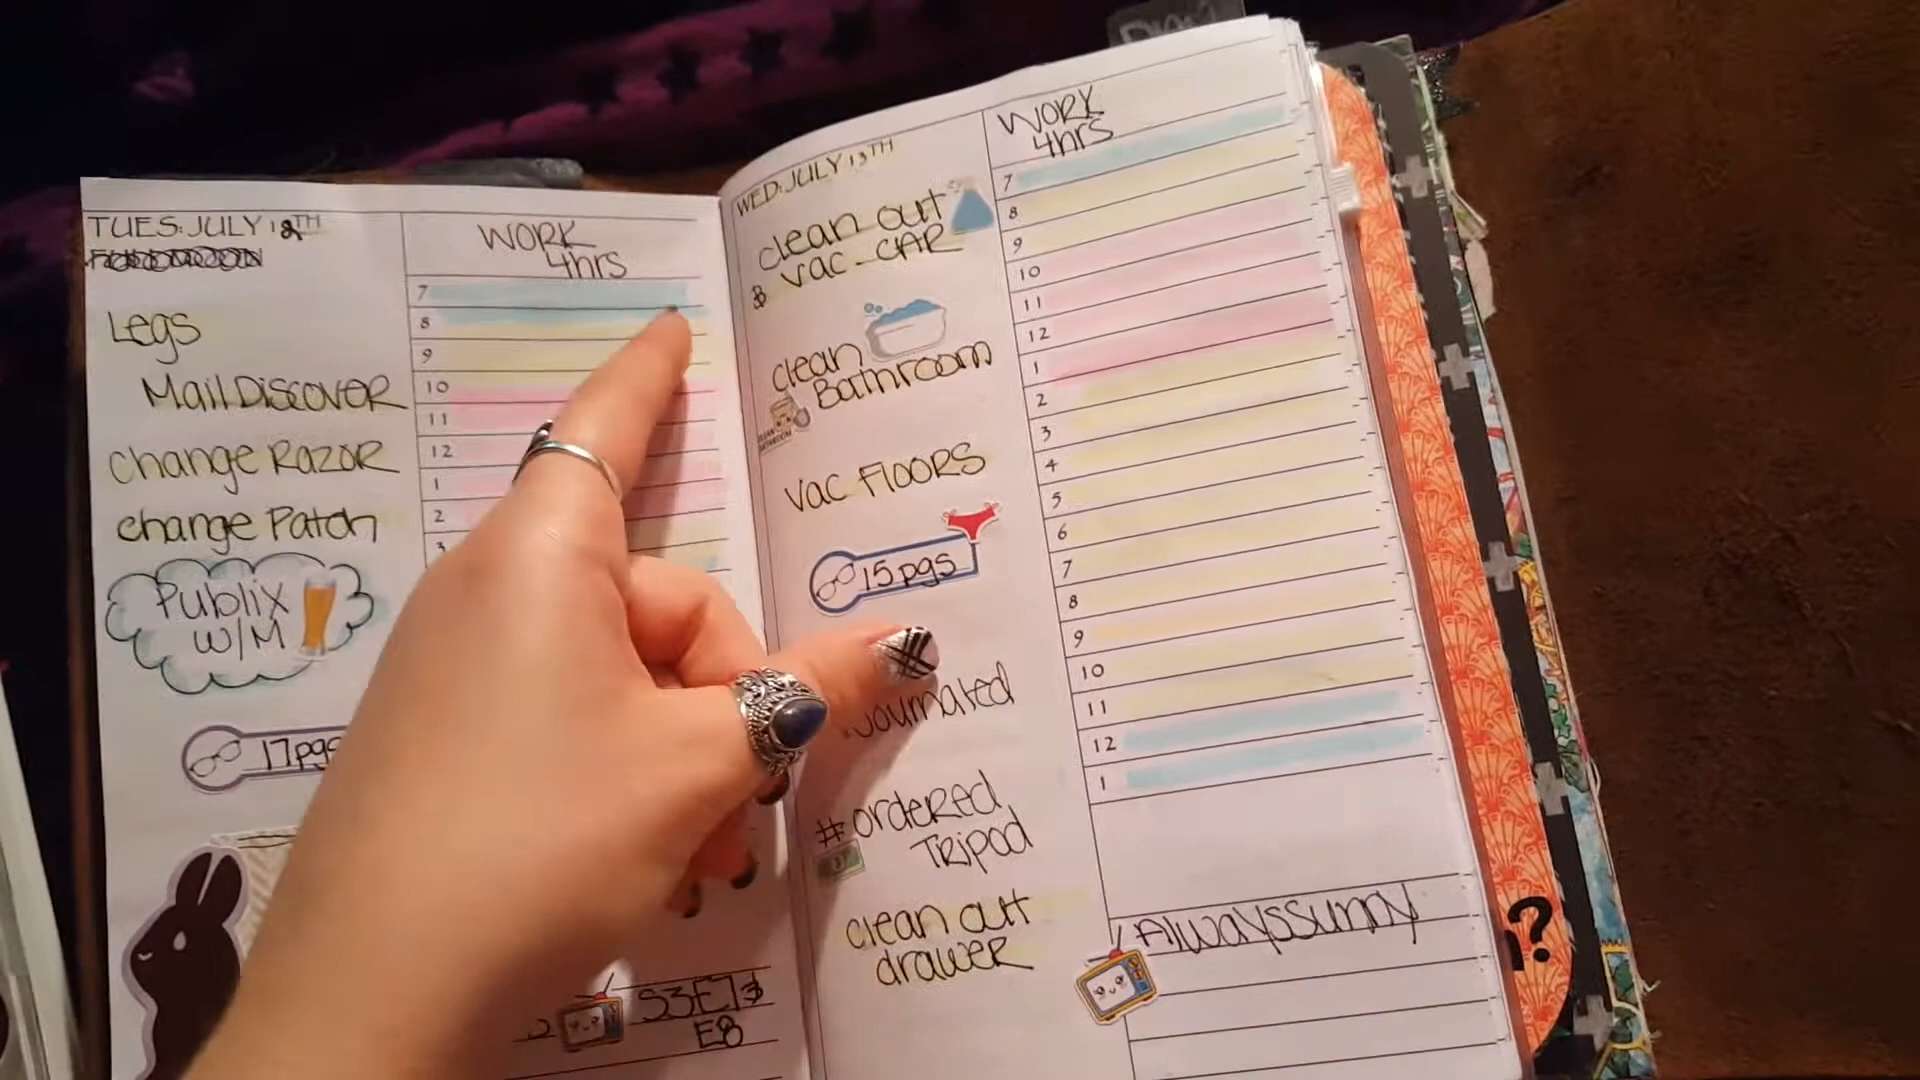 TUES: JULY 12TH
WORK
4hrs
7
8
9
10
11
12
1
2
3
Legs
Mail Discover
Change Razor
change Patch
Publix
W/M
17pgs
S3E7
E8
WED: JULY 13TH
clean out
& vac - CAR
clean
Bathroom
vac Floors
15pgs
# ordered
Tripod
clean out
drawer
WORK
4hrs
7
8
9
10
11
12
1
2
3
4
5
6
7
8
9
10
11
12
1
Alwayssunny
?